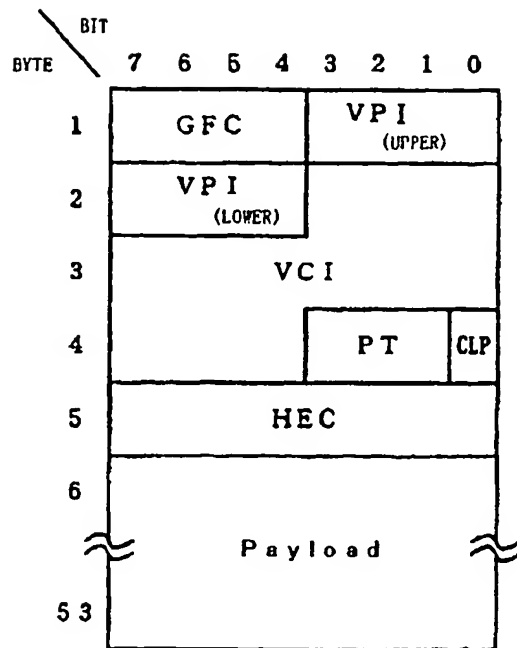 BIT
BYTE 7 6 5 4 3 2 1 0
1 GFC VPI
(UPPER)
2 VPI
(LOWER)
3 VCI
4 PT CLP
5 HEC
6
Payload
53